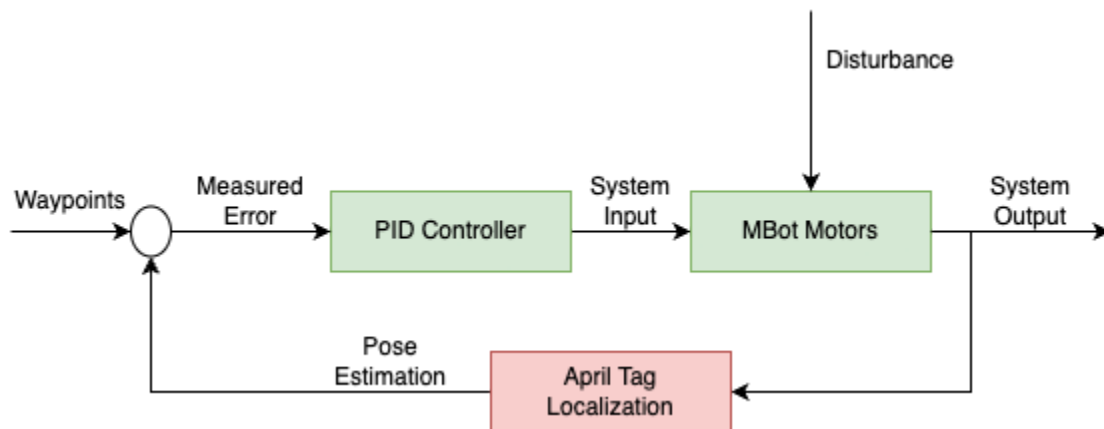 Disturbance
Waypoints
Measured
Error
PID Controller
System
Input
MBot Motors
System
Output
Pose
Estimation
April Tag
Localization